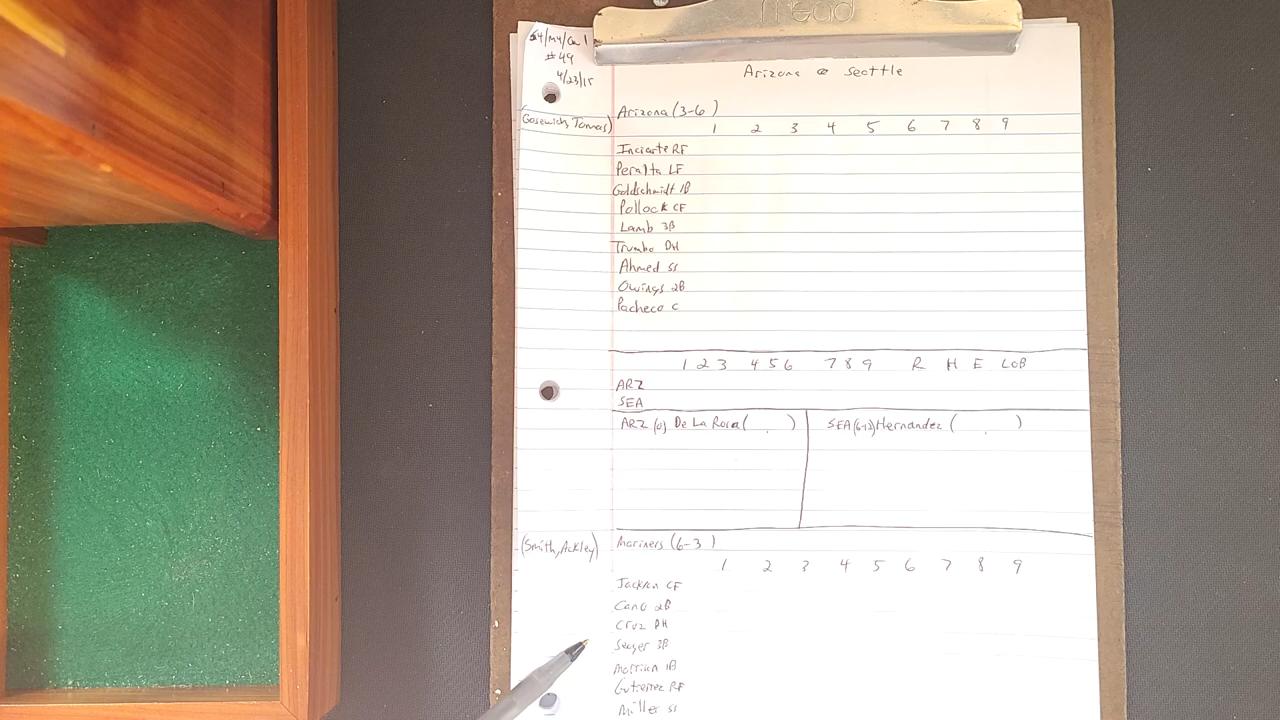 mead
S4/M4/Gm 1
#49
4/23/15
Arizona @ Seattle
(Gosewich, Tomas)
Arizona (3-6)
1 2 3 4 5 6 7 8 9
Inciarte RF
Peralta LF
Goldschmidt 1B
Pollock CF
Lamb 3B
Trumbo DH
Ahmed SS
Owings 2B
Pacheco C
1 2 3 4 5 6 7 8 9 R H E LOB
ARZ
SEA
ARZ (0) De La Rosa ( . )
SEA (6-13) Hernandez ( . )
(Smith, Ackley)
Mariners (6-3)
1 2 3 4 5 6 7 8 9
Jackson CF
Cano 2B
Cruz DH
Seager 3B
Morrison 1B
Gutierrez RF
Miller SS